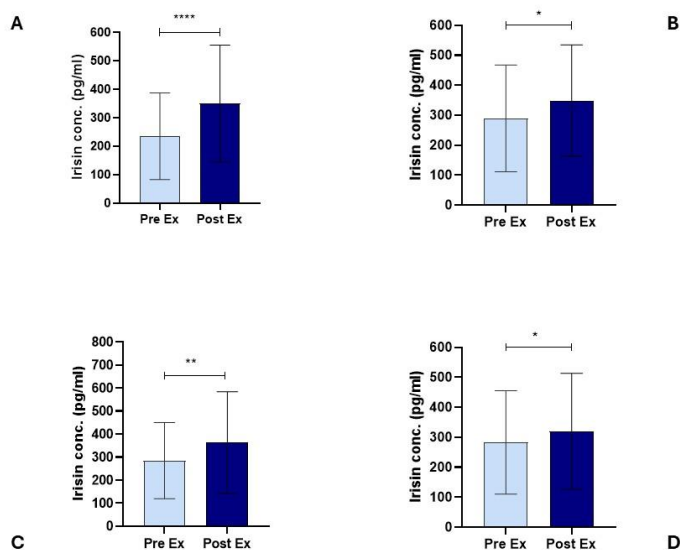 A
****
Irisin conc. (pg/ml)
600
500
400
300
200
100
0
Pre Ex Post Ex
B
*
Irisin conc. (pg/ml)
600
500
400
300
200
100
0
Pre Ex Post Ex
C
**
Irisin conc. (pg/ml)
800
700
600
500
400
300
200
100
0
Pre Ex Post Ex
D
*
Irisin conc. (pg/ml)
600
500
400
300
200
100
0
Pre Ex Post Ex